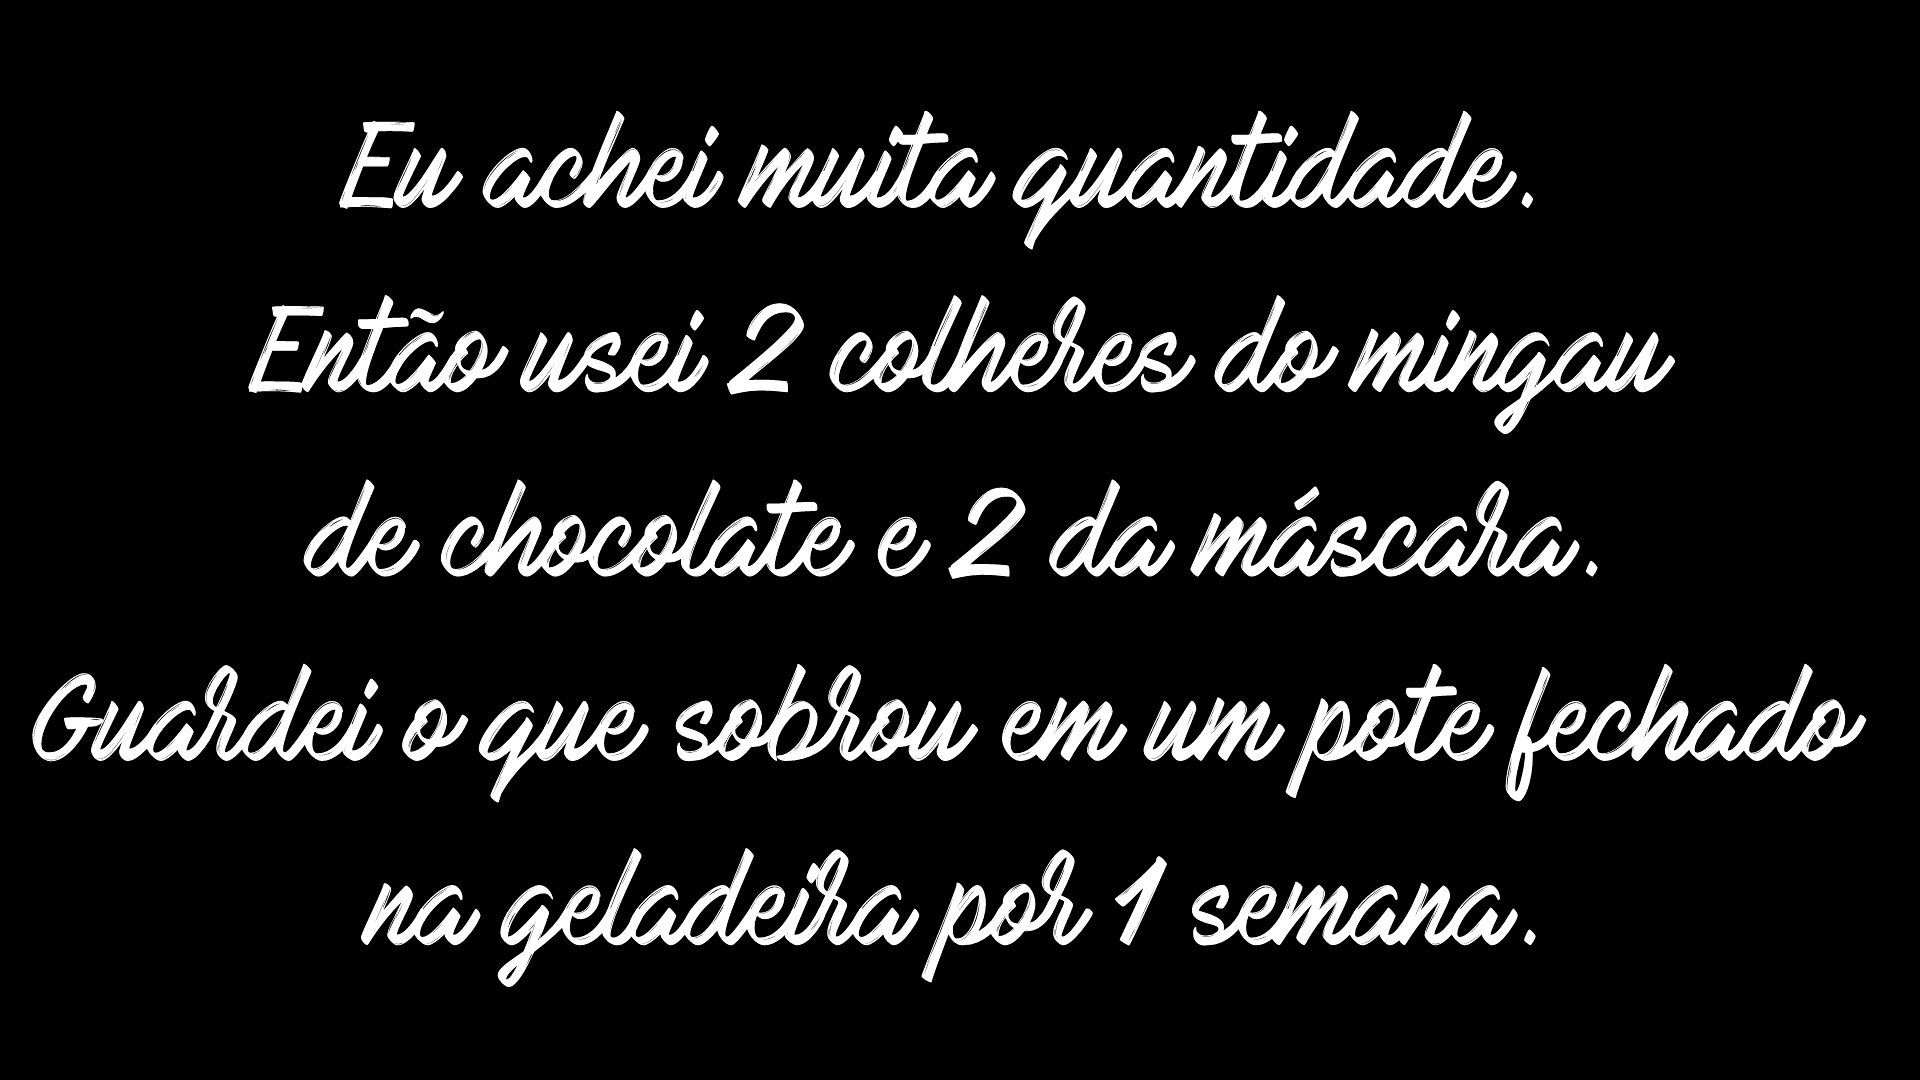 Eu achei muita quantidade.
Então usei 2 colheres do mingau
de chocolate e 2 da máscara.
Guardei o que sobrou em um pote fechado
na geladeira por 1 semana.